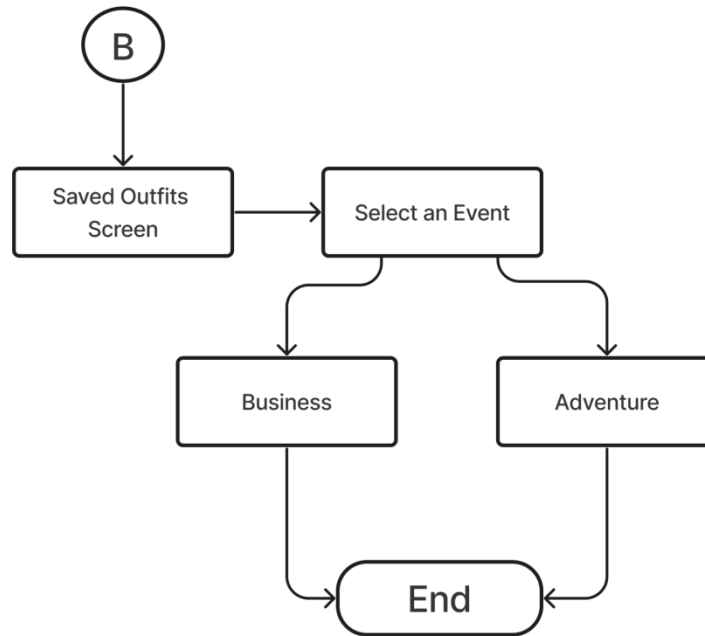 B
Saved Outfits
Screen
Select an Event
Business
Adventure
End